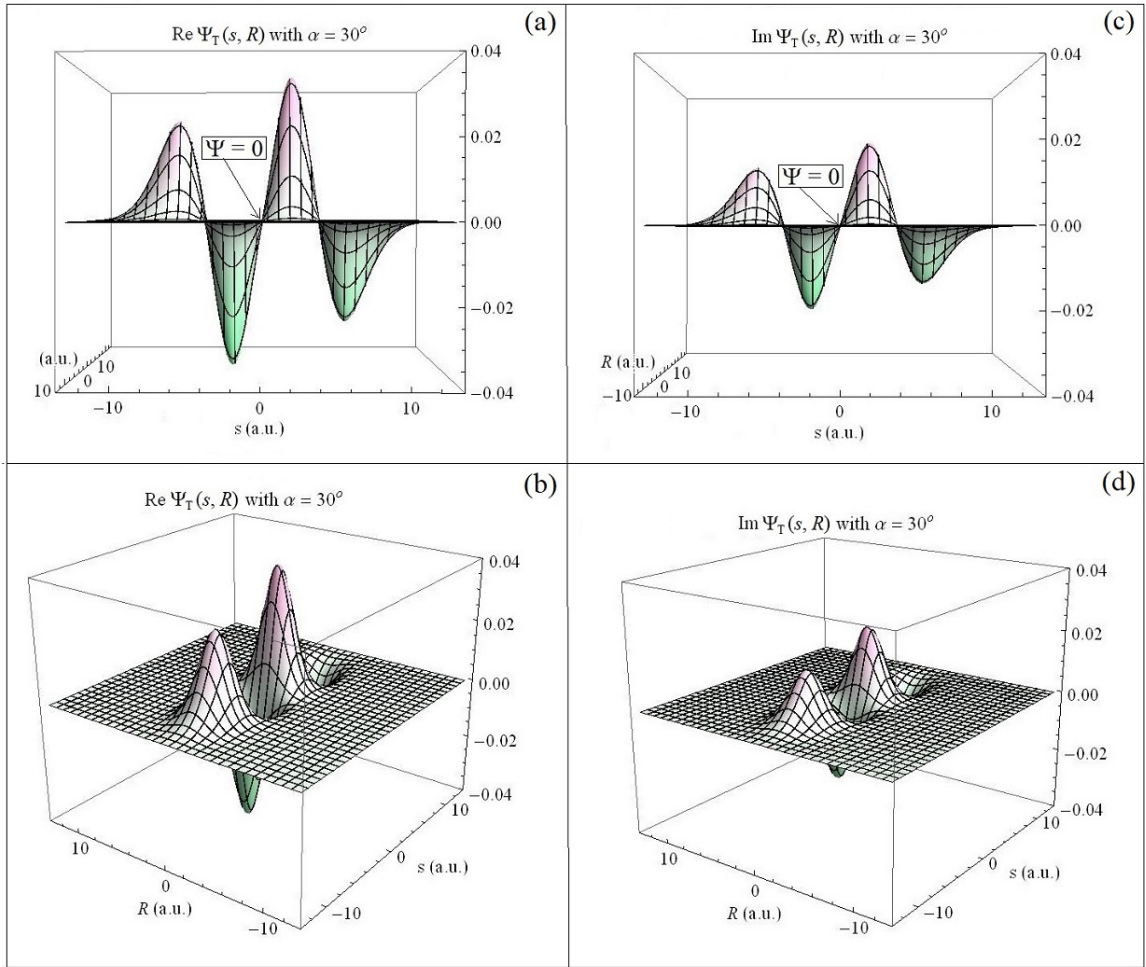 (a)
Re Ψ_T(s, R) with α = 30°
0.04
0.02
Ψ = 0
0.00
−0.02
−0.04
(a.u.)
10 0 10
−10 0 10
s (a.u.)
(c)
Im Ψ_T(s, R) with α = 30°
0.04
0.02
Ψ = 0
0.00
−0.02
−0.04
R (a.u.)
−10 0 10
−10 0 10
s (a.u.)
(b)
Re Ψ_T(s, R) with α = 30°
0.04
0.02
0.00
−0.02
−0.04
10
0
−10
R (a.u.)
10
0
−10
s (a.u.)
(d)
Im Ψ_T(s, R) with α = 30°
0.04
0.02
0.00
−0.02
−0.04
10
0
−10
R (a.u.)
10
0
−10
s (a.u.)